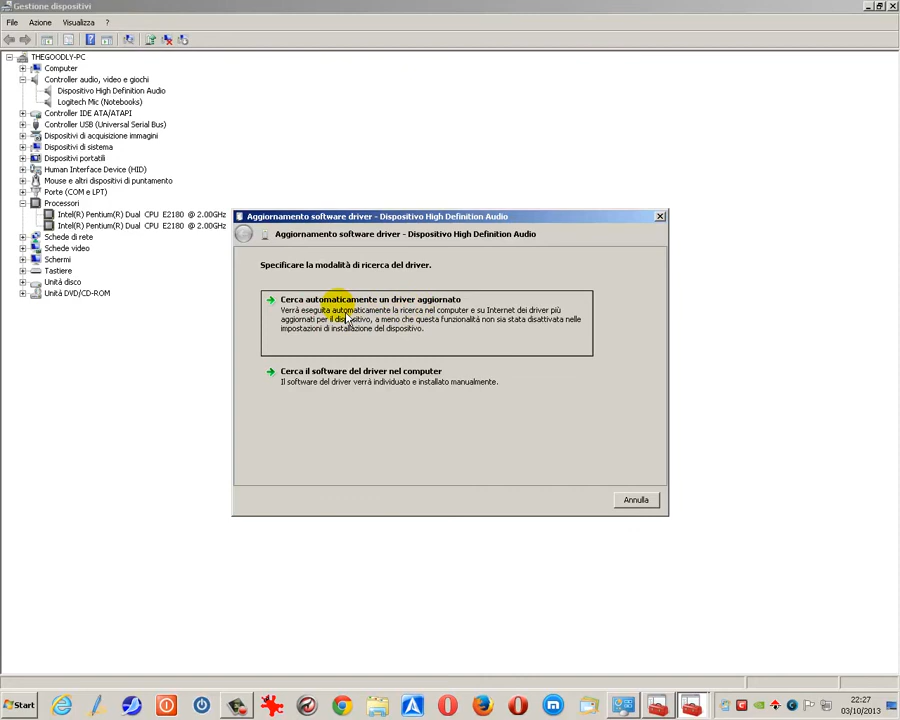 Gestione dispositivi
File Azione Visualizza ?
THEGOODLY-PC
Computer
Controller audio, video e giochi
Dispositivo High Definition Audio
Logitech Mic (Notebooks)
Controller IDE ATA/ATAPI
Controller USB (Universal Serial Bus)
Dispositivi di acquisizione immagini
Dispositivi di sistema
Dispositivi portatili
Human Interface Device (HID)
Mouse e altri dispositivi di puntamento
Porte (COM e LPT)
Processori
Intel(R) Pentium(R) Dual CPU E2180 @ 2.00GHz
Intel(R) Pentium(R) Dual CPU E2180 @ 2.00GHz
Schede di rete
Schede video
Schermi
Tastiere
Unità disco
Unità DVD/CD-ROM
Aggiornamento software driver - Dispositivo High Definition Audio
Aggiornamento software driver - Dispositivo High Definition Audio
Specificare la modalità di ricerca del driver.
Cerca automaticamente un driver aggiornato
Verrà eseguita automaticamente la ricerca nel computer e su Internet dei driver più
aggiornati per il dispositivo, a meno che questa funzionalità non sia stata disattivata nelle
impostazioni di installazione del dispositivo.
Cerca il software del driver nel computer
Il software del driver verrà individuato e installato manualmente.
Annulla
Start
22:27
03/10/2013